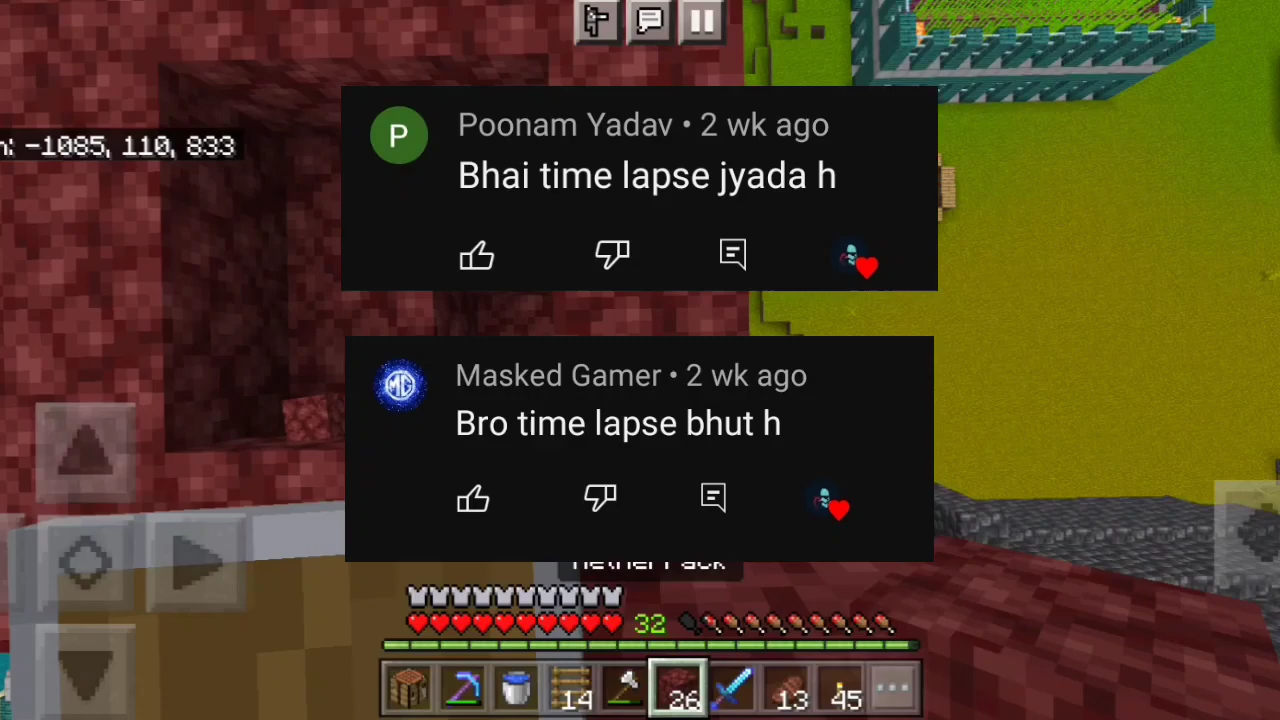 P
Poonam Yadav • 2 wk ago
n: -1085, 110, 833
Bhai time lapse jyada h
MG
Masked Gamer • 2 wk ago
Bro time lapse bhut h
32
14
26
13
45